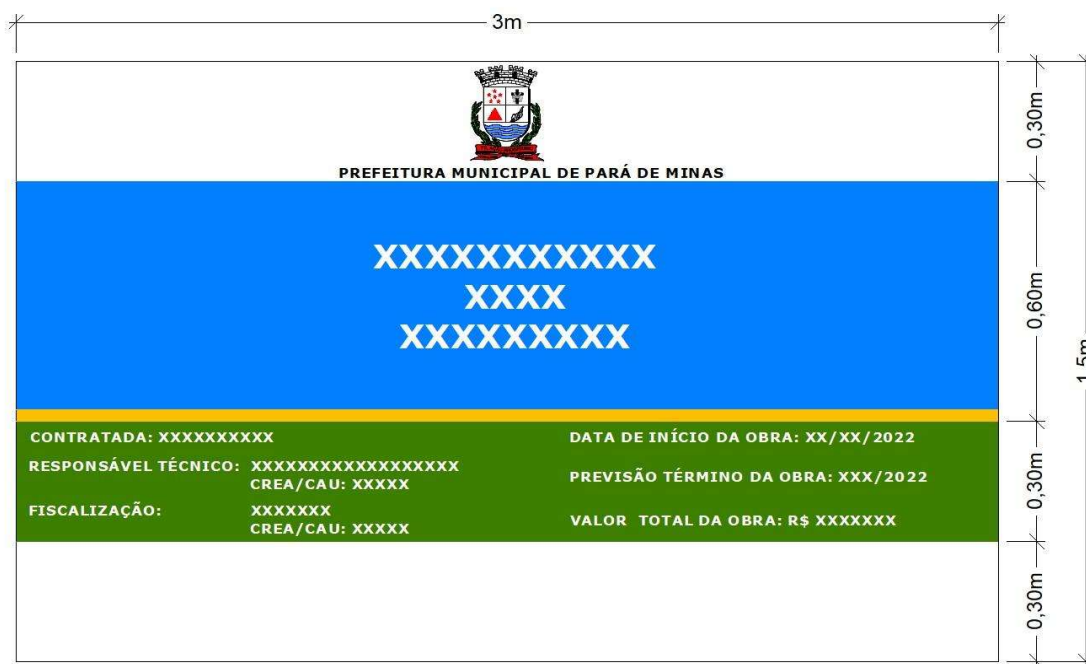 3m
PREFEITURA MUNICIPAL DE PARÁ DE MINAS
0,30m
XXXXXXXXXXX
XXXX
XXXXXXXXX
0,60m
1,5m
CONTRATADA: XXXXXXXXXX
RESPONSÁVEL TÉCNICO: XXXXXXXXXXXXXXXXXX
CREA/CAU: XXXXX
FISCALIZAÇÃO: XXXXXXX
CREA/CAU: XXXXX
DATA DE INÍCIO DA OBRA: XX/XX/2022
PREVISÃO TÉRMINO DA OBRA: XXX/2022
VALOR TOTAL DA OBRA: R$ XXXXXXX
0,30m
0,30m